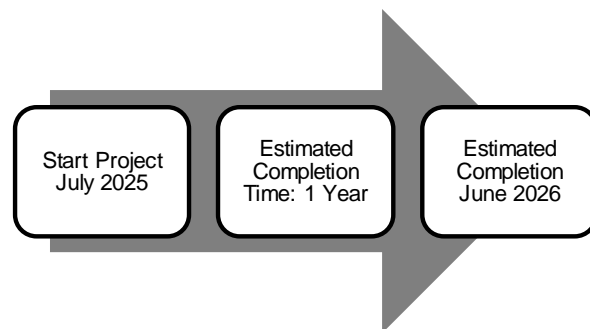 Start Project
July 2025
Estimated
Completion
Time: 1 Year
Estimated
Completion
June 2026